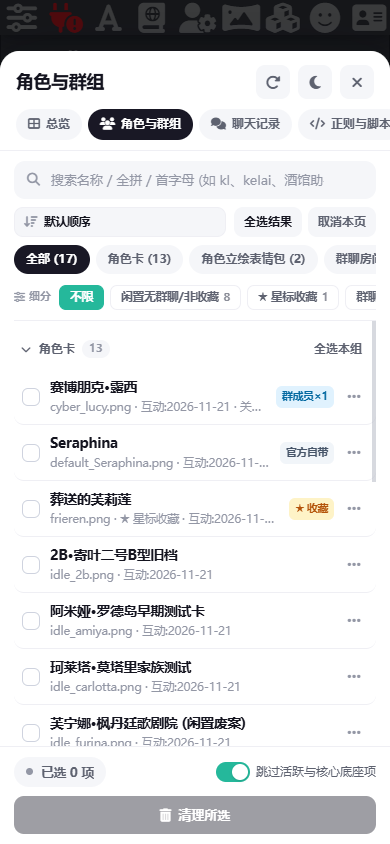 角色与群组
总览
角色与群组
聊天记录
正则与脚本
搜索名称 / 全拼 / 首字母 (如 kl、kelai、酒馆助
默认顺序
全选结果
取消本页
全部 (17)
角色卡 (13)
角色立绘表情包 (2)
群聊房间
细分
不限
闲置无群聊/非收藏 8
★ 星标收藏 1
群聊
角色卡 13
全选本组
赛博朋克•露西
cyber_lucy.png · 互动:2026-11-21 · 关...
群成员×1
Seraphina
default_Seraphina.png · 互动:2026-11-...
官方自带
葬送的芙莉莲
frieren.png · ★ 星标收藏 · 互动:2026-11-...
★ 收藏
2B•寄叶二号B型旧档
idle_2b.png · 互动:2026-11-21
阿米娅•罗德岛早期测试卡
idle_amiya.png · 互动:2026-11-21
珂莱塔•莫塔里家族测试
idle_carlotta.png · 互动:2026-11-21
芙宁娜•枫丹廷歌剧院 (闲置废案)
idle_furina.png · 互动:2026-11-21
已选 0 项
跳过活跃与核心底座项
清理所选